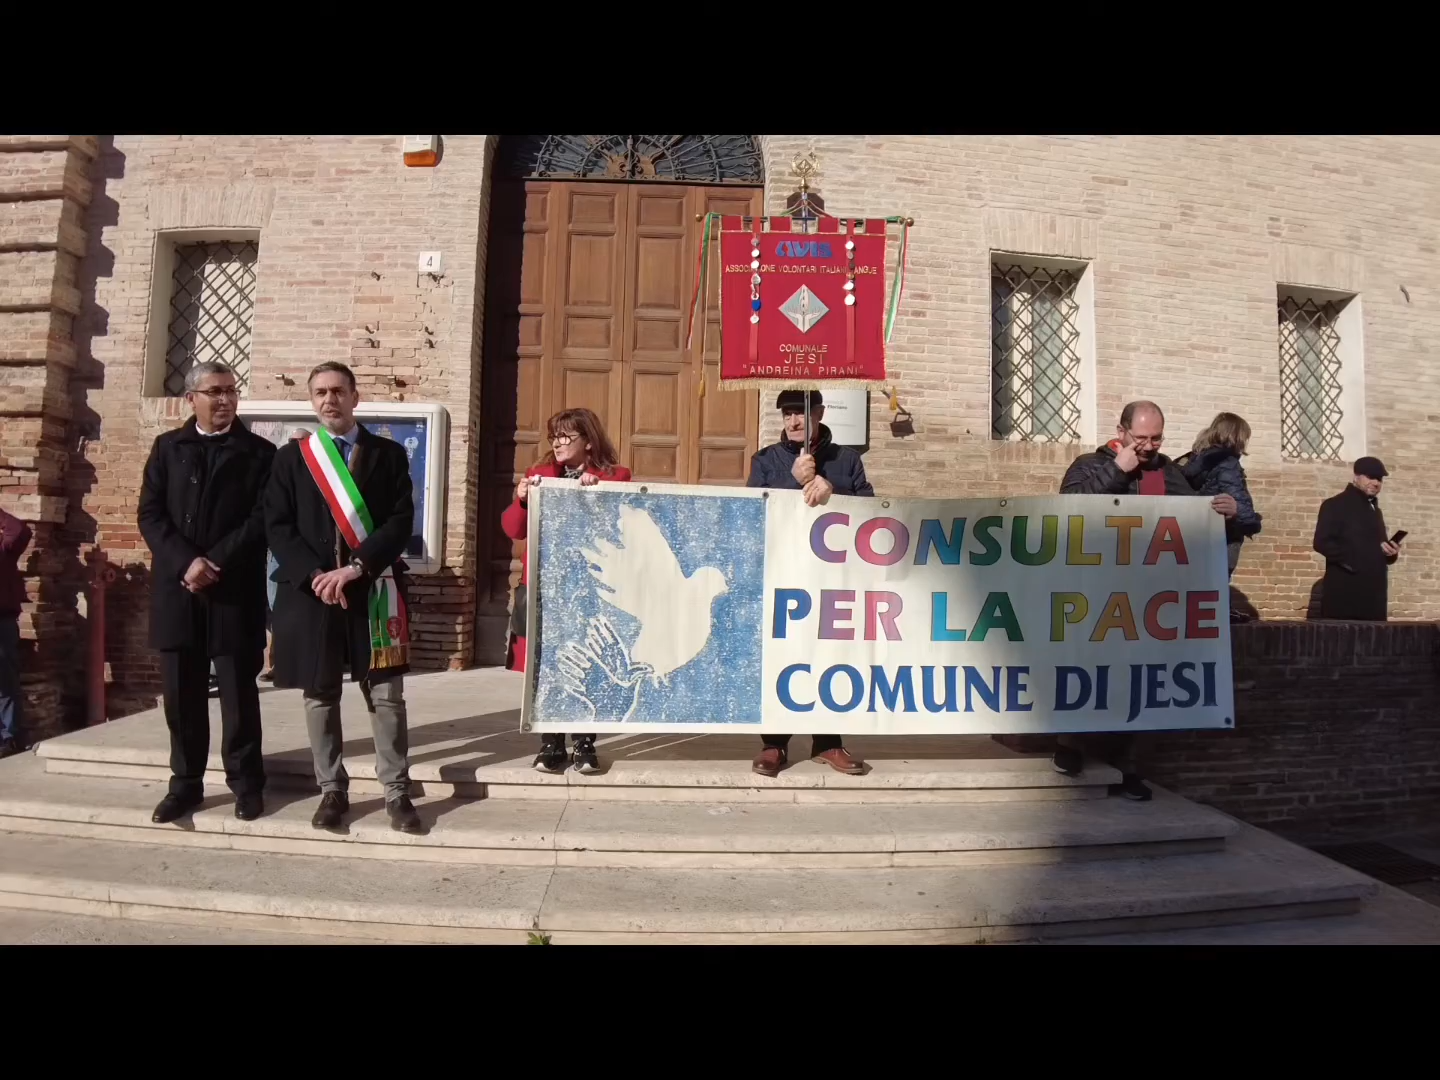 4
AVIS
ASSOCIAZIONE VOLONTARI ITALIANI SANGUE
COMUNALE
JESI
"ANDREINA PIRANI"
CONSULTA
PER LA PACE
COMUNE DI JESI